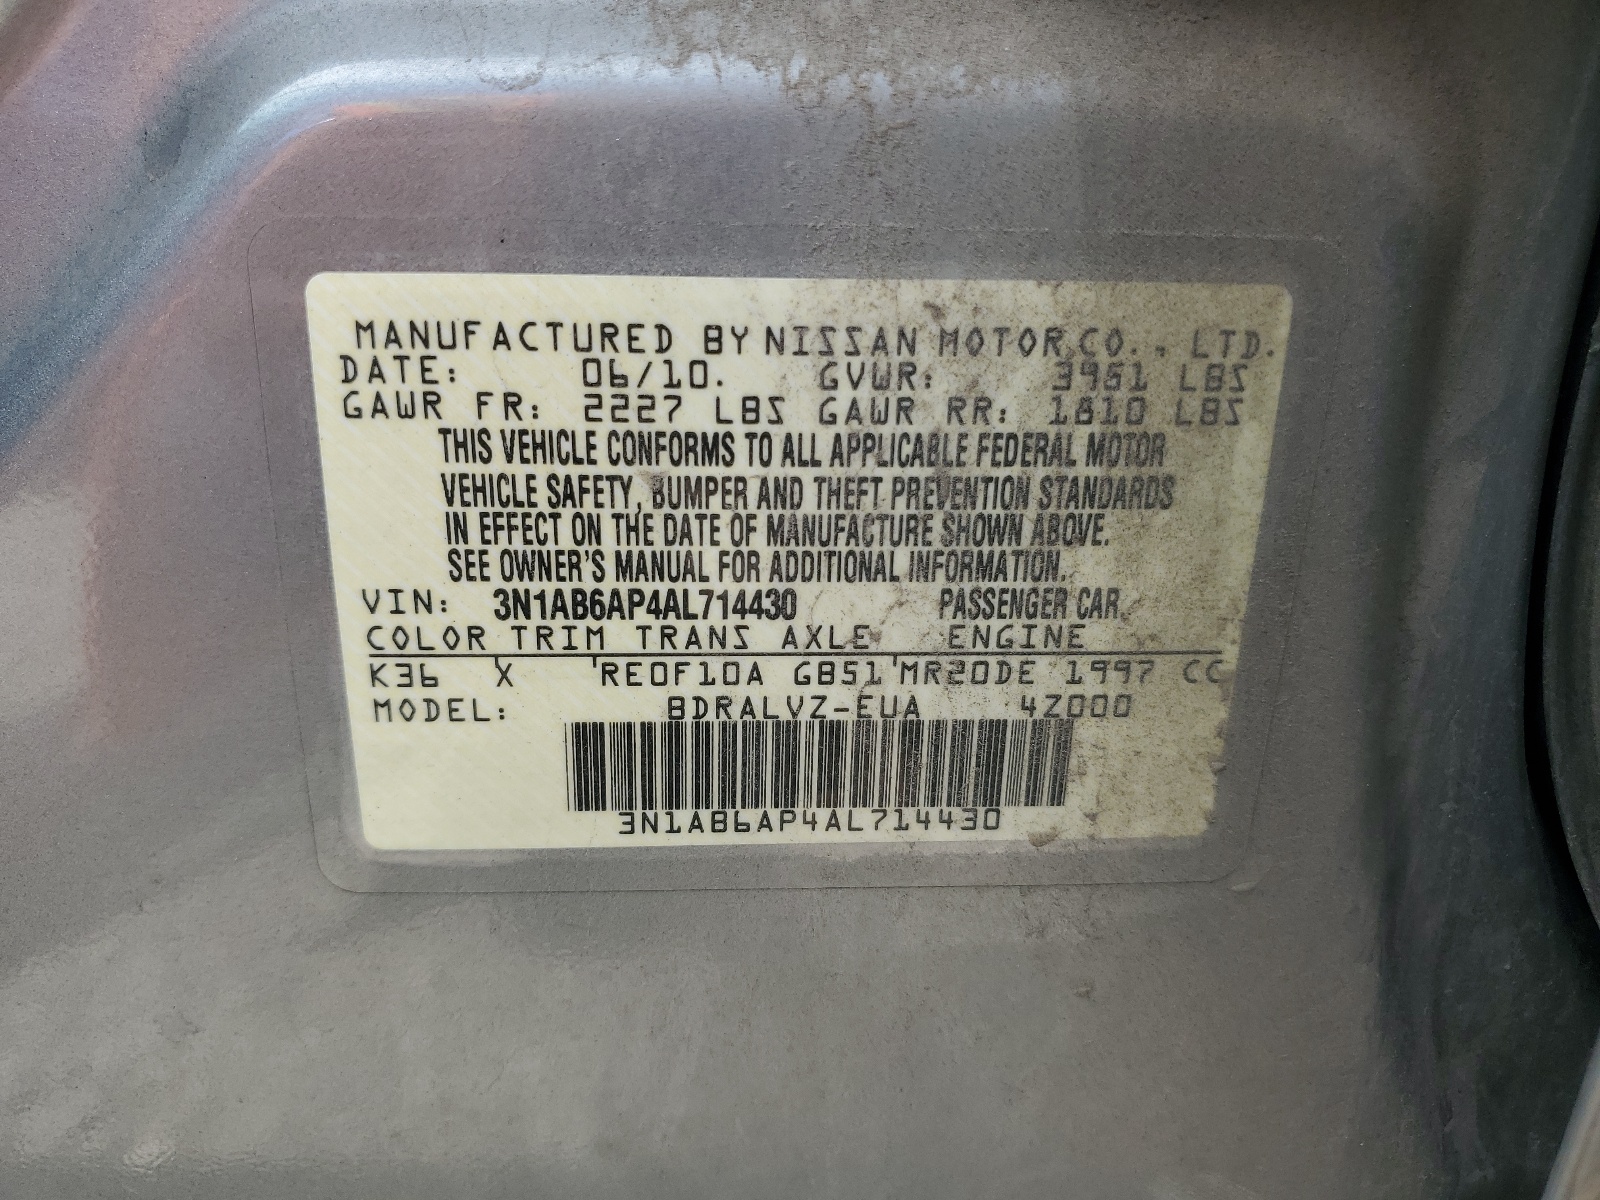 MANUFACTURED BY NISSAN MOTOR CO., LTD.
DATE: 06/10. GVWR: 3951 LBS
GAWR FR: 2227 LBS GAWR RR: 1810 LBS
THIS VEHICLE CONFORMS TO ALL APPLICABLE FEDERAL MOTOR
VEHICLE SAFETY, BUMPER AND THEFT PREVENTION STANDARDS
IN EFFECT ON THE DATE OF MANUFACTURE SHOWN ABOVE.
SEE OWNER'S MANUAL FOR ADDITIONAL INFORMATION.
VIN: 3N1AB6AP4AL714430 PASSENGER CAR
COLOR TRIM TRANS AXLE ENGINE
K36 X RE0F10A GB51 MR20DE 1997 CC
MODEL: BDRALVZ-EUA 4Z000
3N1AB6AP4AL714430